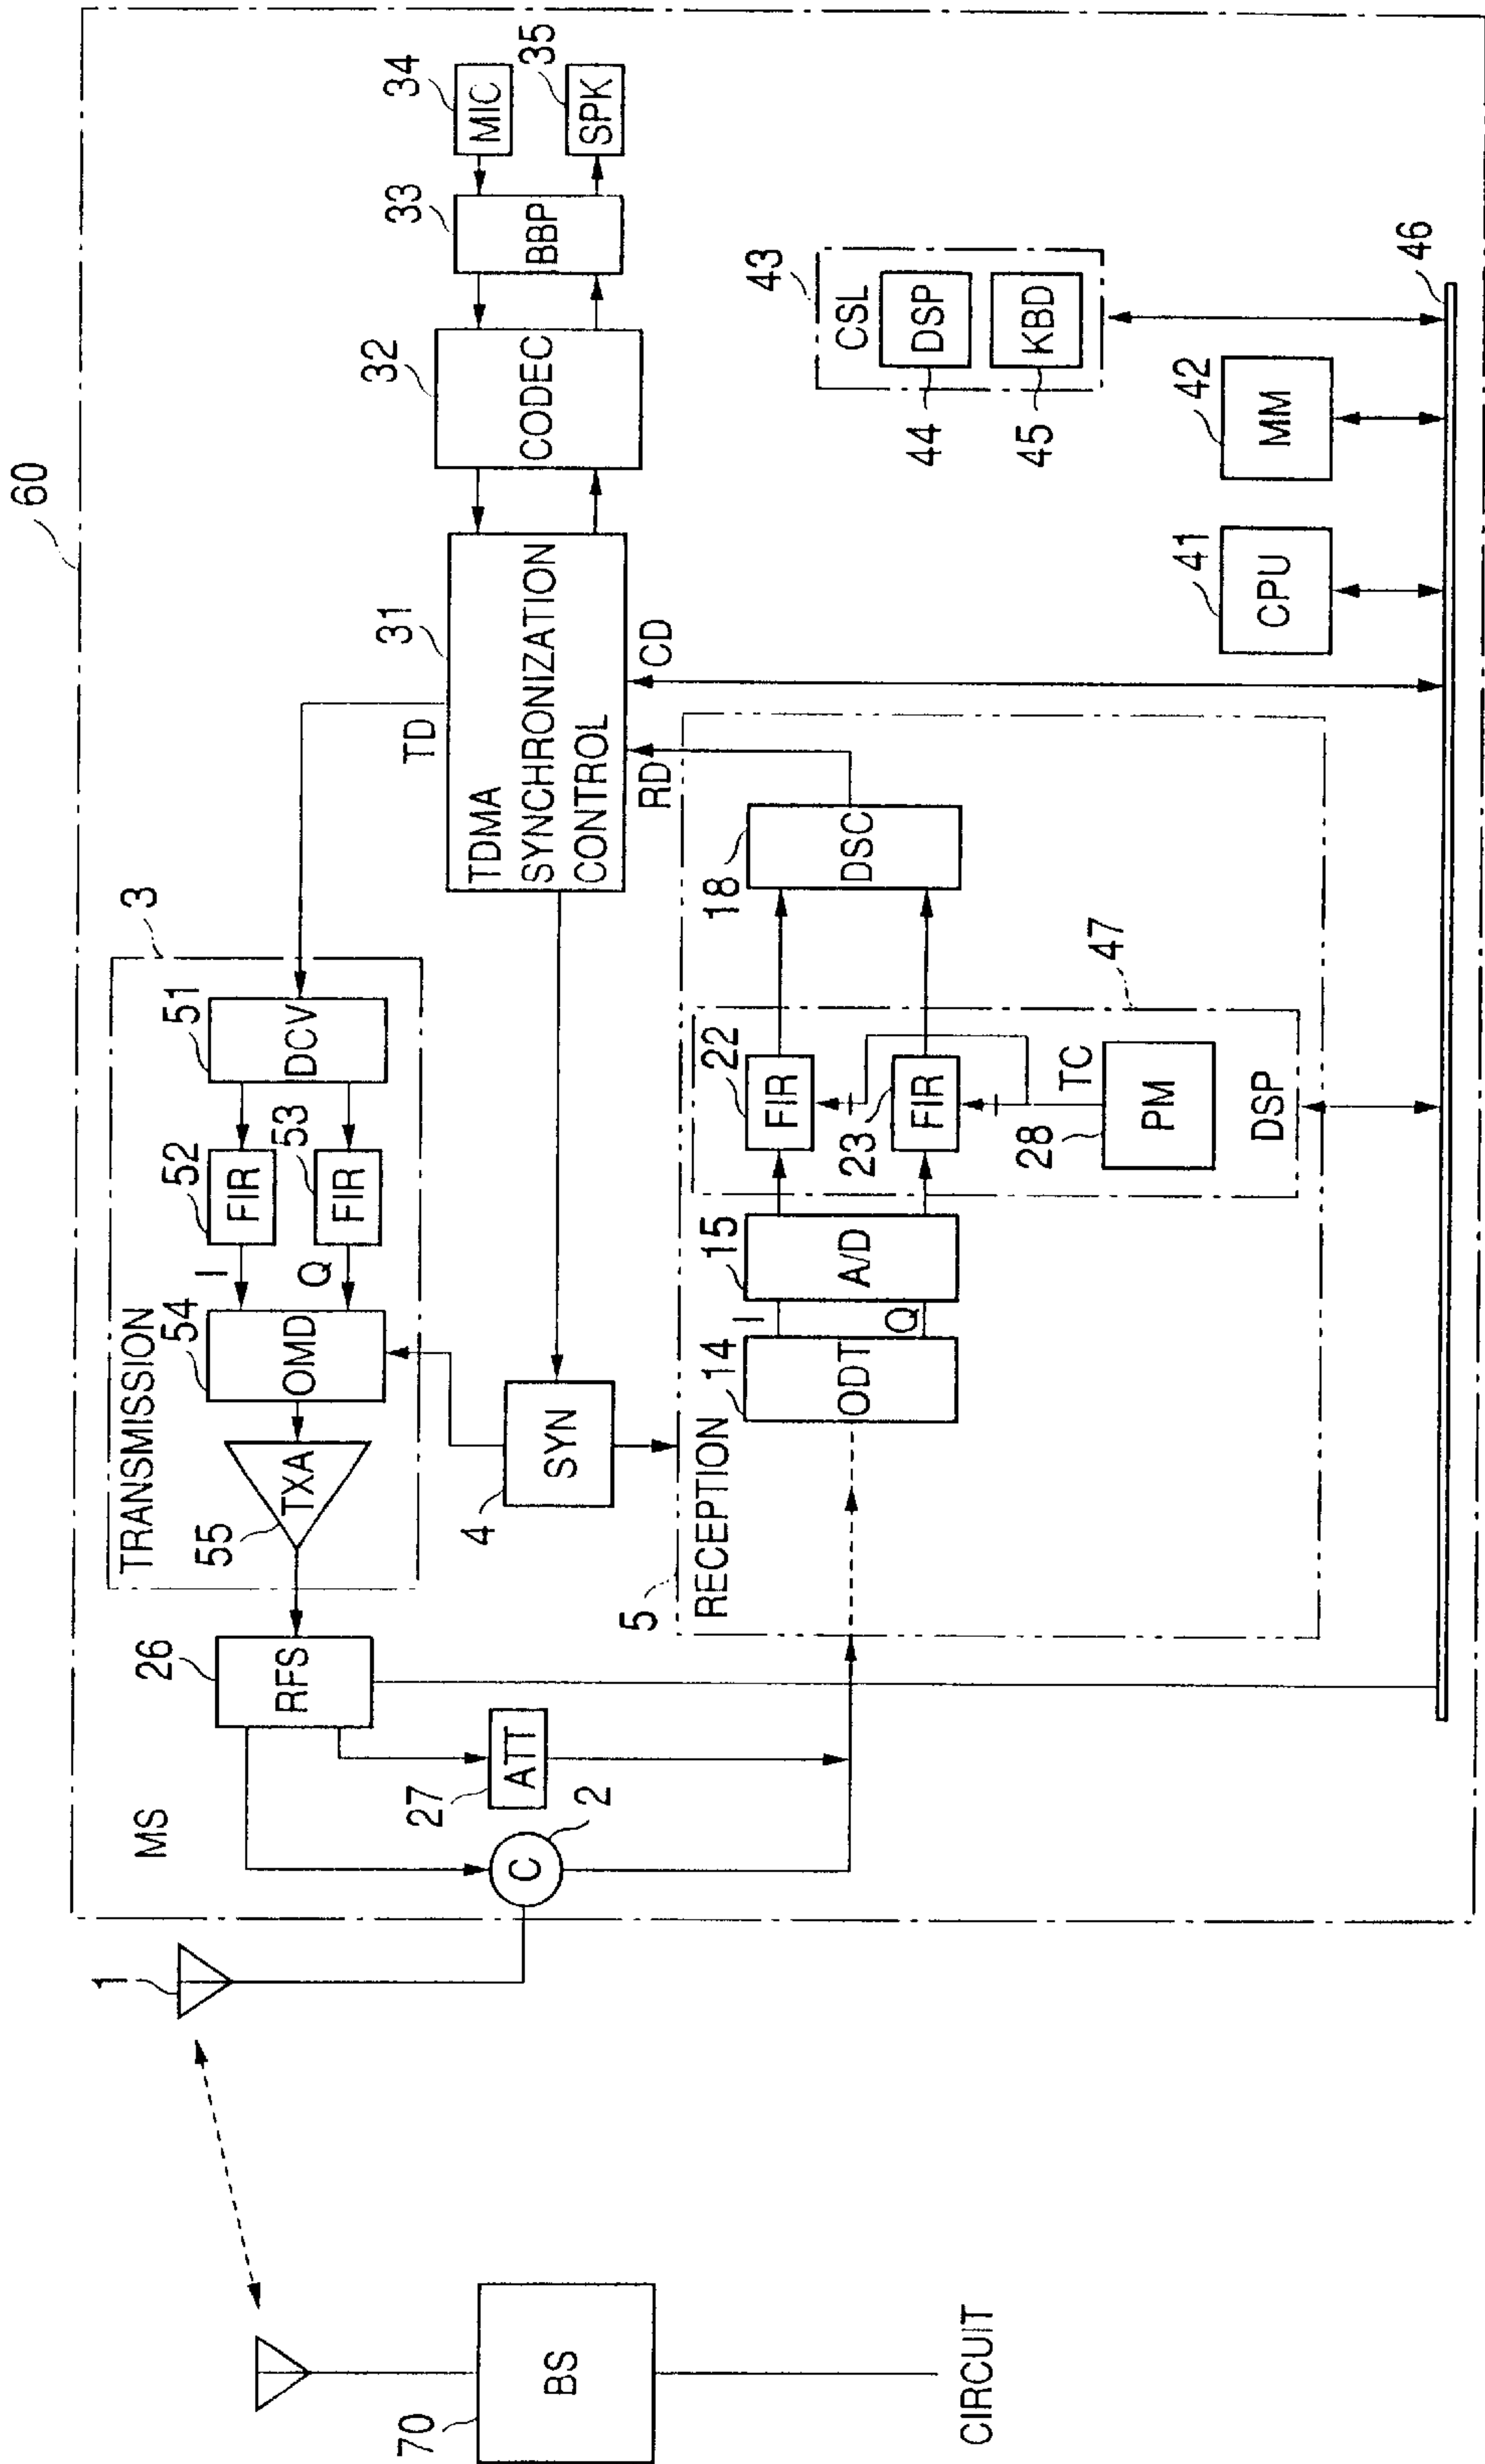 60
MS
1
2
C
26
RFS
27
ATT
TRANSMISSION
3
55
TXA
54
OMD
I
Q
52
FIR
53
FIR
51
DCV
4
SYN
TD
31
TDMA
SYNCHRONIZATION
CONTROL
RD
CD
32
CODEC
33
BBP
34
MIC
35
SPK
5
RECEPTION
14
ODT
I
Q
15
A/D
22
FIR
23
FIR
28
PM
TC
DSP
47
18
DSC
41
CPU
42
MM
43
CSL
44
DSP
45
KBD
46
70
BS
CIRCUIT